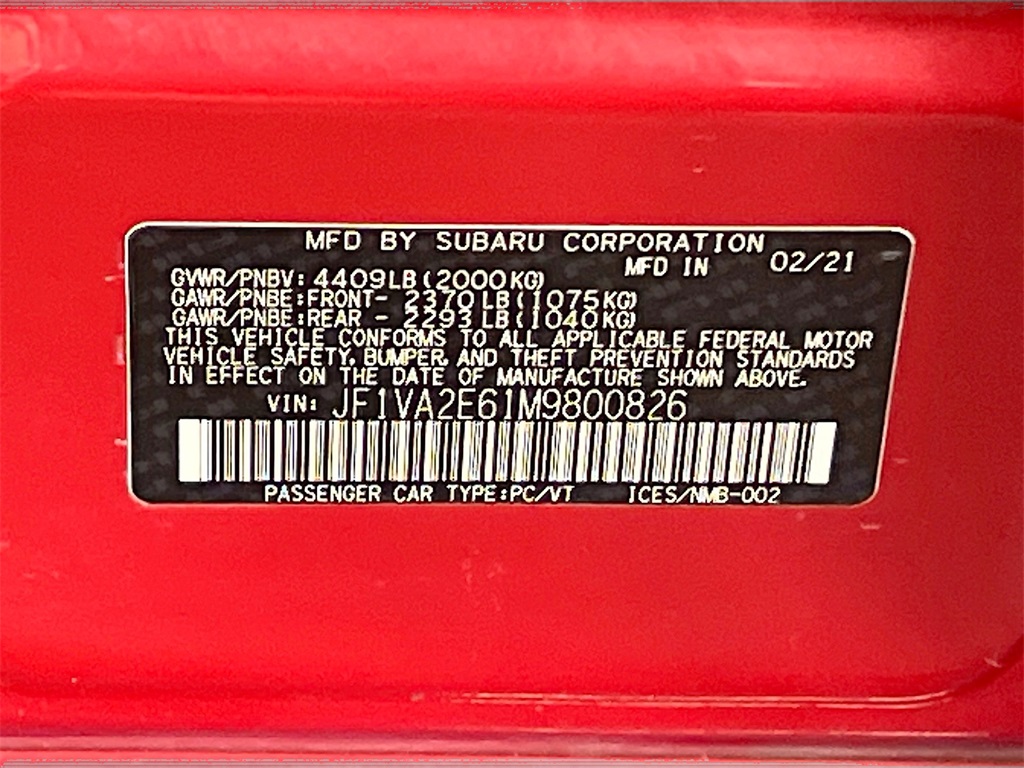 MFD BY SUBARU CORPORATION
MFD IN 02/21
GVWR/PNBV: 4409LB(2000KG)
GAWR/PNBE:FRONT- 2370LB(1075KG)
GAWR/PNBE:REAR - 2293LB(1040KG)
THIS VEHICLE CONFORMS TO ALL APPLICABLE FEDERAL MOTOR
VEHICLE SAFETY, BUMPER, AND THEFT PREVENTION STANDARDS
IN EFFECT ON THE DATE OF MANUFACTURE SHOWN ABOVE.
VIN: JF1VA2E61M9800826
PASSENGER CAR TYPE:PC/VT ICES/NMB-002